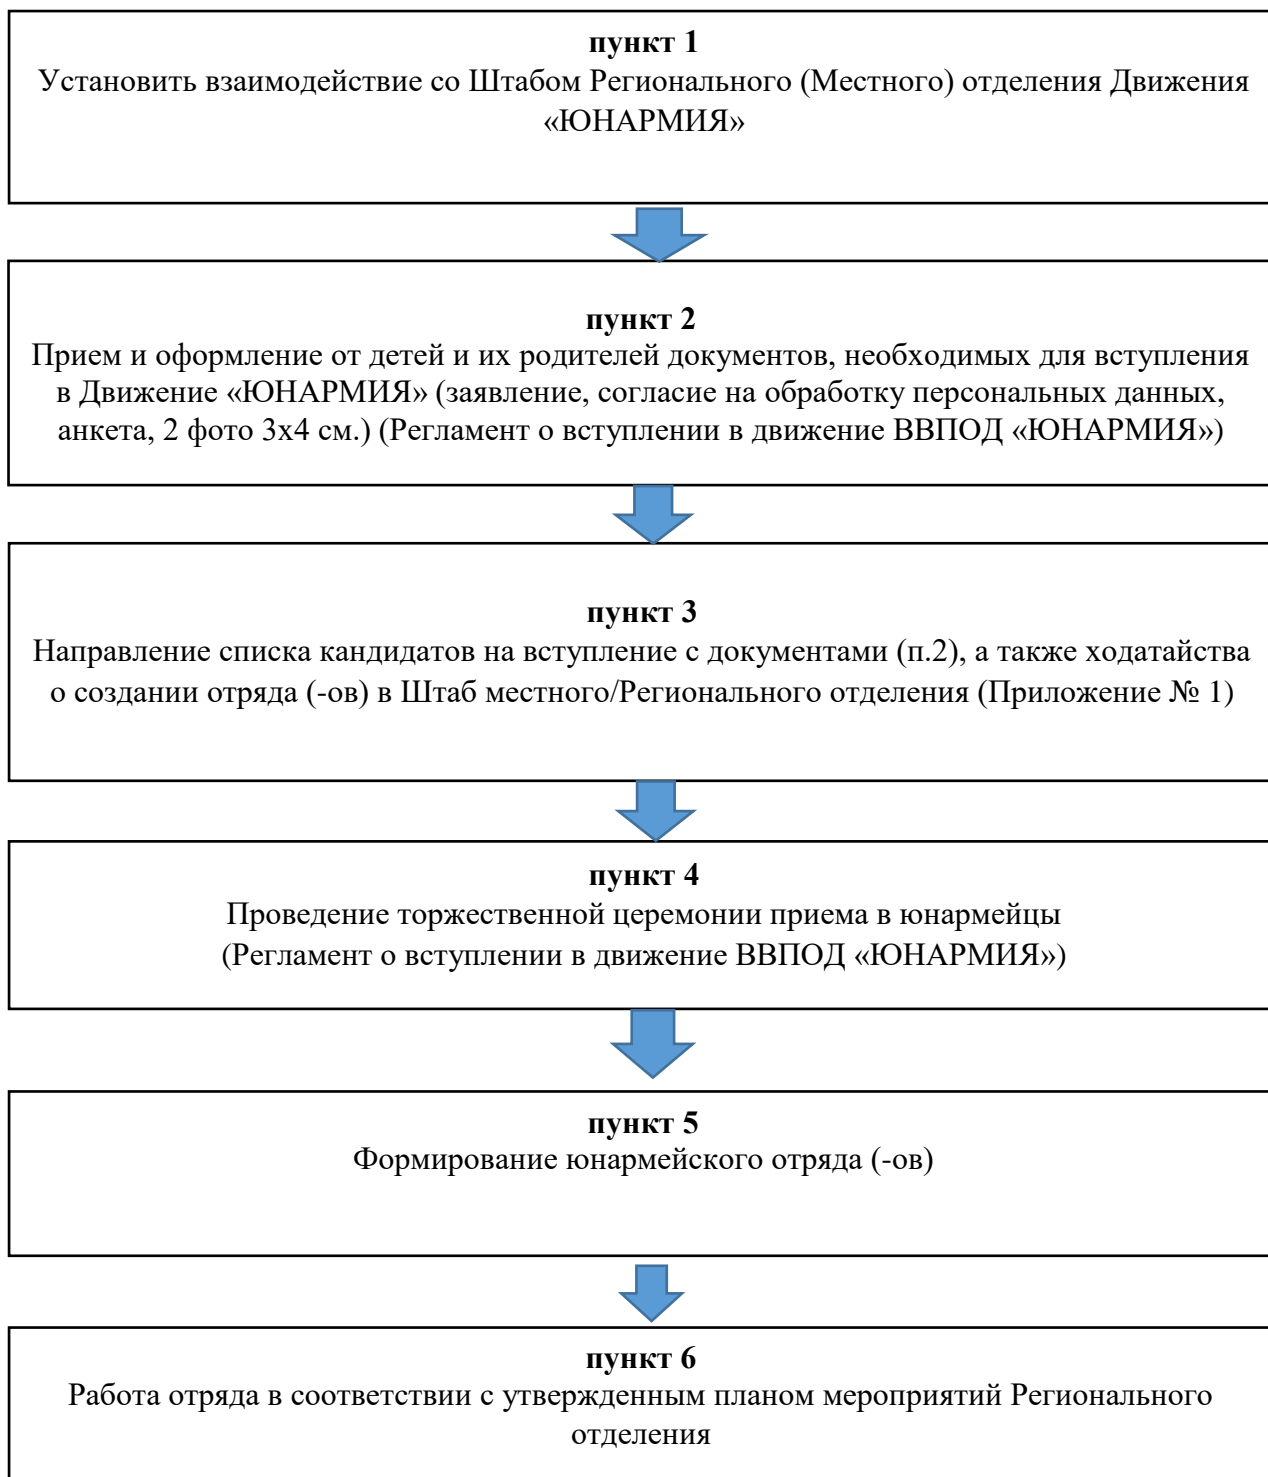 пункт 1
Установить взаимодействие со Штабом Регионального (Местного) отделения Движения
«ЮНАРМИЯ»
пункт 2
Прием и оформление от детей и их родителей документов, необходимых для вступления
в Движение «ЮНАРМИЯ» (заявление, согласие на обработку персональных данных,
анкета, 2 фото 3х4 см.) (Регламент о вступлении в движение ВВПОД «ЮНАРМИЯ»)
пункт 3
Направление списка кандидатов на вступление с документами (п.2), а также ходатайства
о создании отряда (-ов) в Штаб местного/Регионального отделения (Приложение № 1)
пункт 4
Проведение торжественной церемонии приема в юнармейцы
(Регламент о вступлении в движение ВВПОД «ЮНАРМИЯ»)
пункт 5
Формирование юнармейского отряда (-ов)
пункт 6
Работа отряда в соответствии с утвержденным планом мероприятий Регионального
отделения